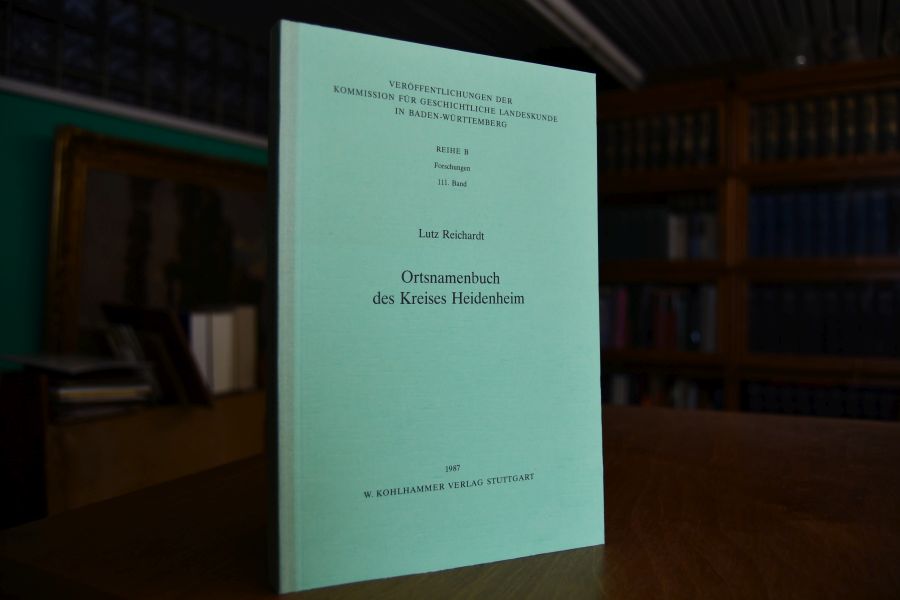 VERÖFFENTLICHUNGEN DER
KOMMISSION FÜR GESCHICHTLICHE LANDESKUNDE
IN BADEN-WÜRTTEMBERG
REIHE B
Forschungen
111. Band
Lutz Reichardt
Ortsnamenbuch
des Kreises Heidenheim
1987
W. KOHLHAMMER VERLAG STUTTGART